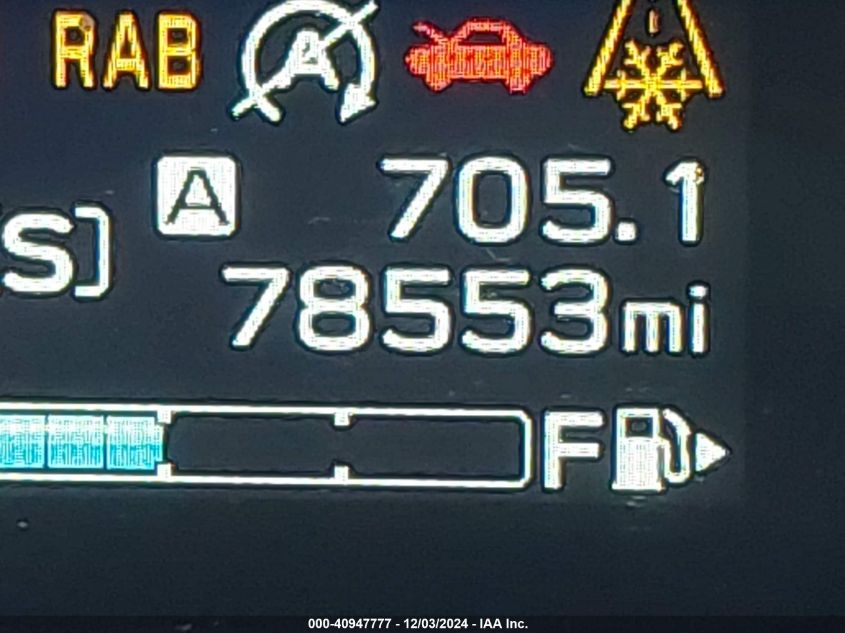 RAB A
A 705.1
S]
78553mi
F
000-40947777 - 12/03/2024 - IAA Inc.